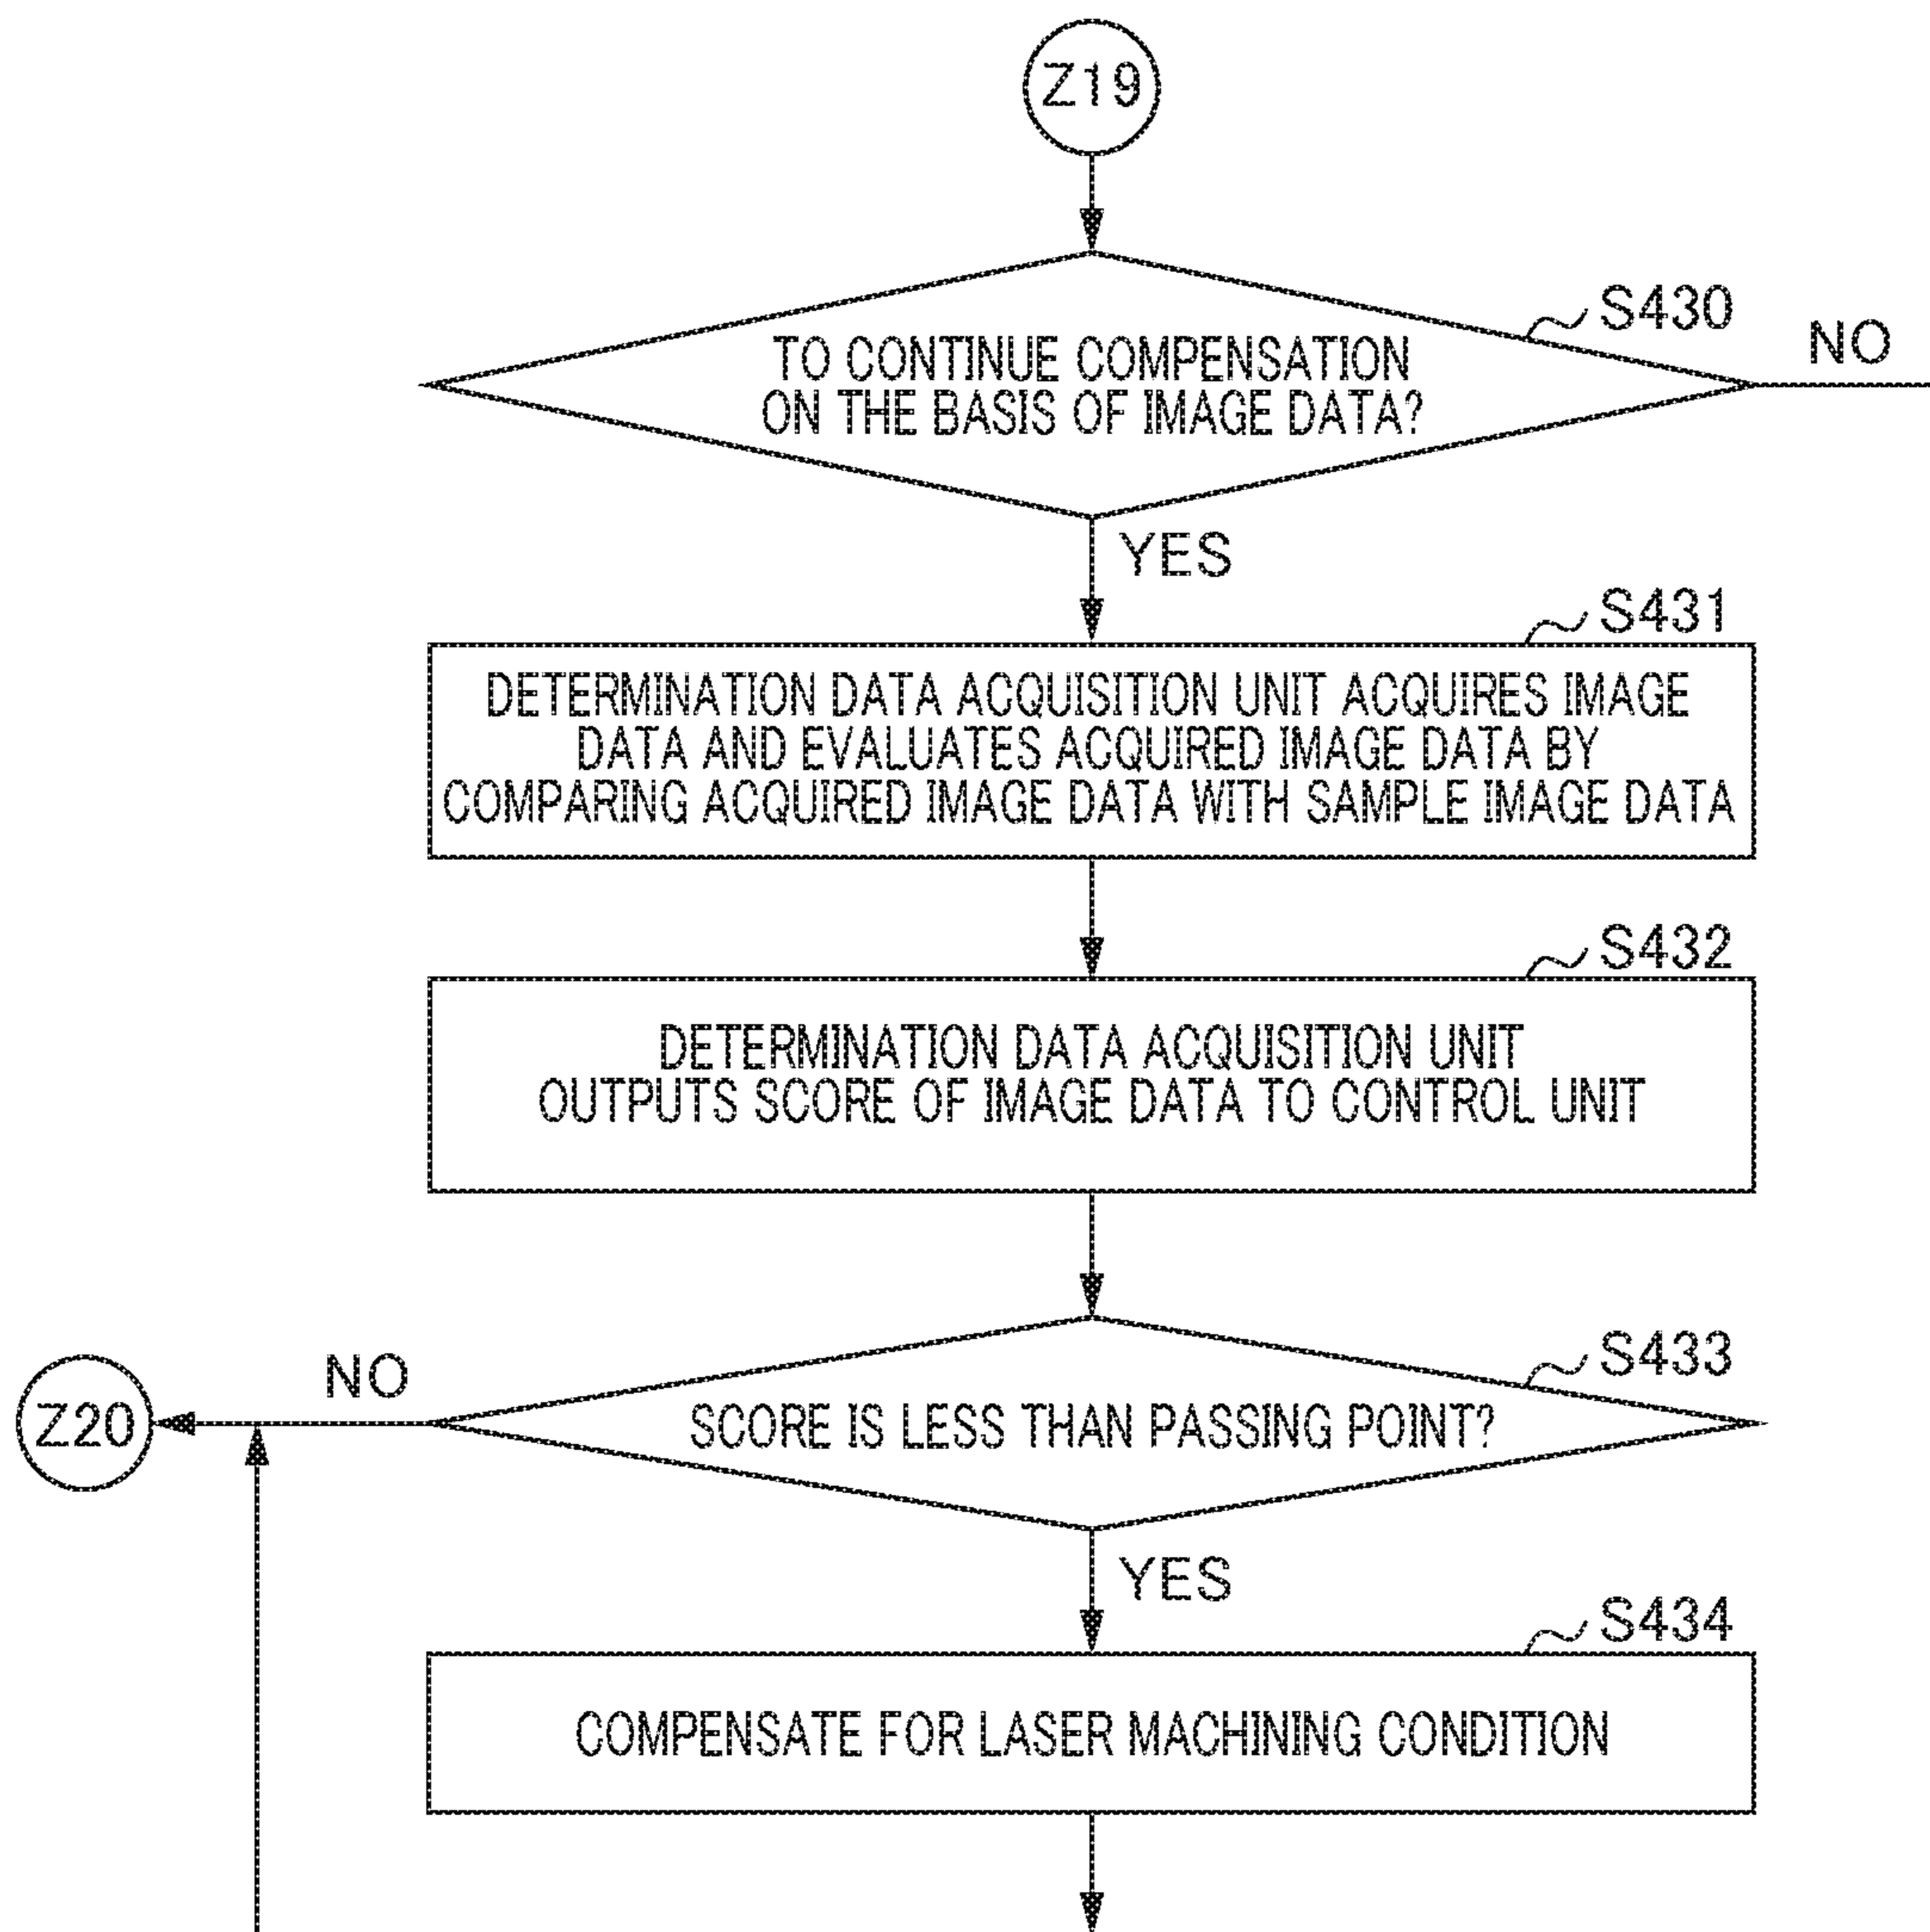 Z19
S430
NO
TO CONTINUE COMPENSATION
ON THE BASIS OF IMAGE DATA?
YES
S431
DETERMINATION DATA ACQUISITION UNIT ACQUIRES IMAGE
DATA AND EVALUATES ACQUIRED IMAGE DATA BY
COMPARING ACQUIRED IMAGE DATA WITH SAMPLE IMAGE DATA
S432
DETERMINATION DATA ACQUISITION UNIT
OUTPUTS SCORE OF IMAGE DATA TO CONTROL UNIT
S433
NO
Z20
SCORE IS LESS THAN PASSING POINT?
YES
S434
COMPENSATE FOR LASER MACHINING CONDITION